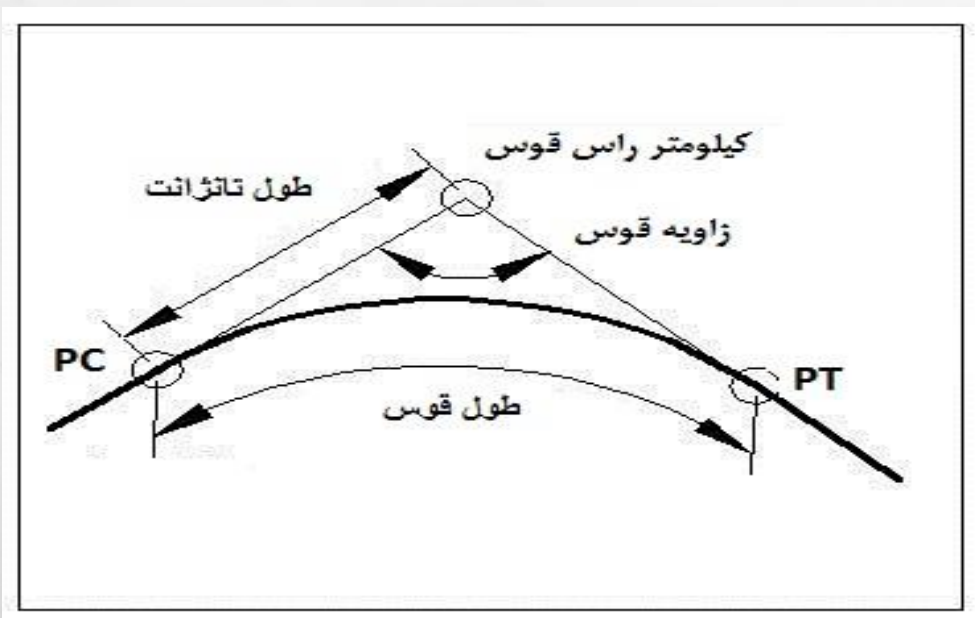 کیلومتر راس قوس
طول تانژانت
زاویه قوس
PC
PT
طول قوس